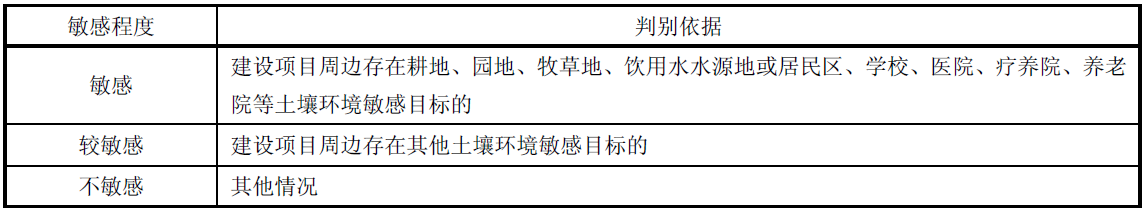 敏感程度 判别依据
敏感 建设项目周边存在耕地、园地、牧草地、饮用水水源地或居民区、学校、医院、疗养院、养老
院等土壤环境敏感目标的
较敏感 建设项目周边存在其他土壤环境敏感目标的
不敏感 其他情况